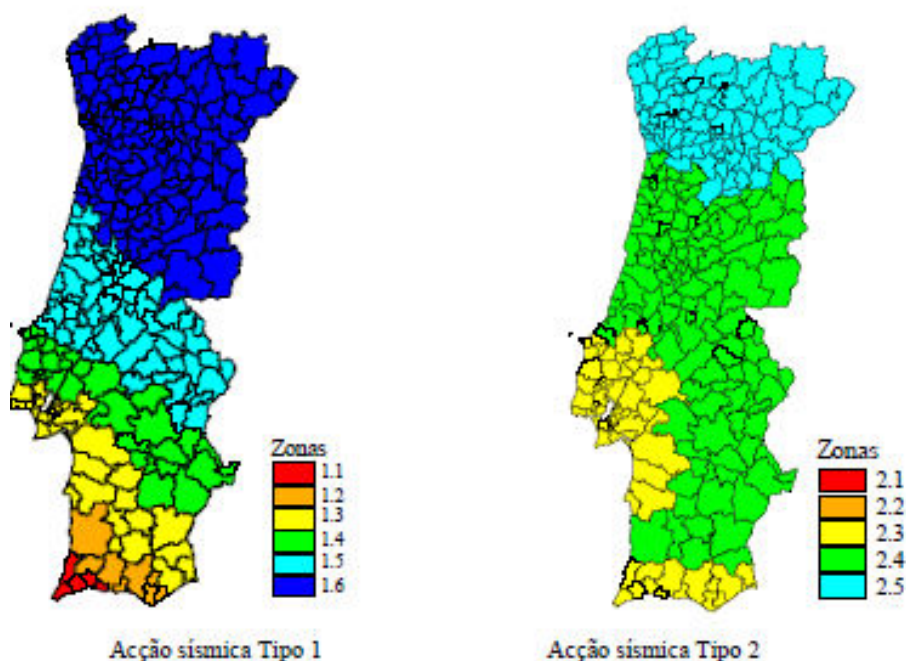 Zonas
1.1
1.2
1.3
1.4
1.5
1.6
Zonas
2.1
2.2
2.3
2.4
2.5
Acção sísmica Tipo 1
Acção sísmica Tipo 2